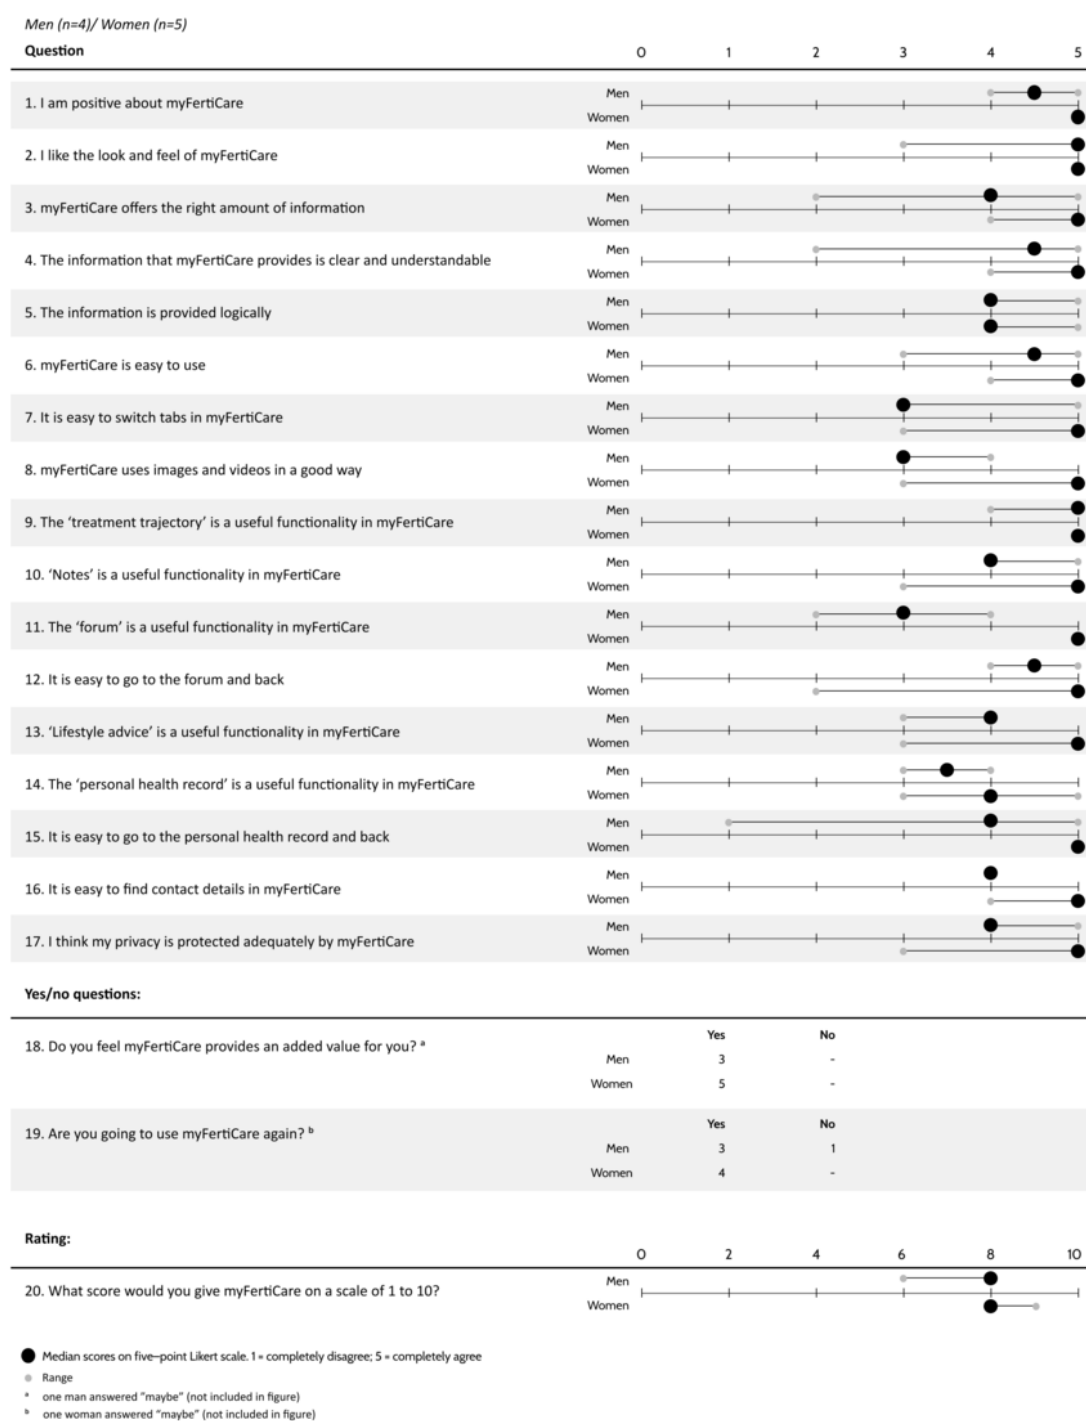 Men (n=4)/ Women (n=5)
Question 0 1 2 3 4 5
1. I am positive about myFertiCare Men
Women
2. I like the look and feel of myFertiCare Men
Women
3. myFertiCare offers the right amount of information Men
Women
4. The information that myFertiCare provides is clear and understandable Men
Women
5. The information is provided logically Men
Women
6. myFertiCare is easy to use Men
Women
7. It is easy to switch tabs in myFertiCare Men
Women
8. myFertiCare uses images and videos in a good way Men
Women
9. The ‘treatment trajectory’ is a useful functionality in myFertiCare Men
Women
10. ‘Notes’ is a useful functionality in myFertiCare Men
Women
11. The ‘forum’ is a useful functionality in myFertiCare Men
Women
12. It is easy to go to the forum and back Men
Women
13. ‘Lifestyle advice’ is a useful functionality in myFertiCare Men
Women
14. The ‘personal health record’ is a useful functionality in myFertiCare Men
Women
15. It is easy to go to the personal health record and back Men
Women
16. It is easy to find contact details in myFertiCare Men
Women
17. I think my privacy is protected adequately by myFertiCare Men
Women
Yes/no questions:
18. Do you feel myFertiCare provides an added value for you? a Yes No
Men 3 -
Women 5 -
19. Are you going to use myFertiCare again? b Yes No
Men 3 1
Women 4 -
Rating: 0 2 4 6 8 10
20. What score would you give myFertiCare on a scale of 1 to 10? Men
Women
Median scores on five–point Likert scale. 1 = completely disagree; 5 = completely agree
Range
a one man answered "maybe" (not included in figure)
b one woman answered "maybe" (not included in figure)